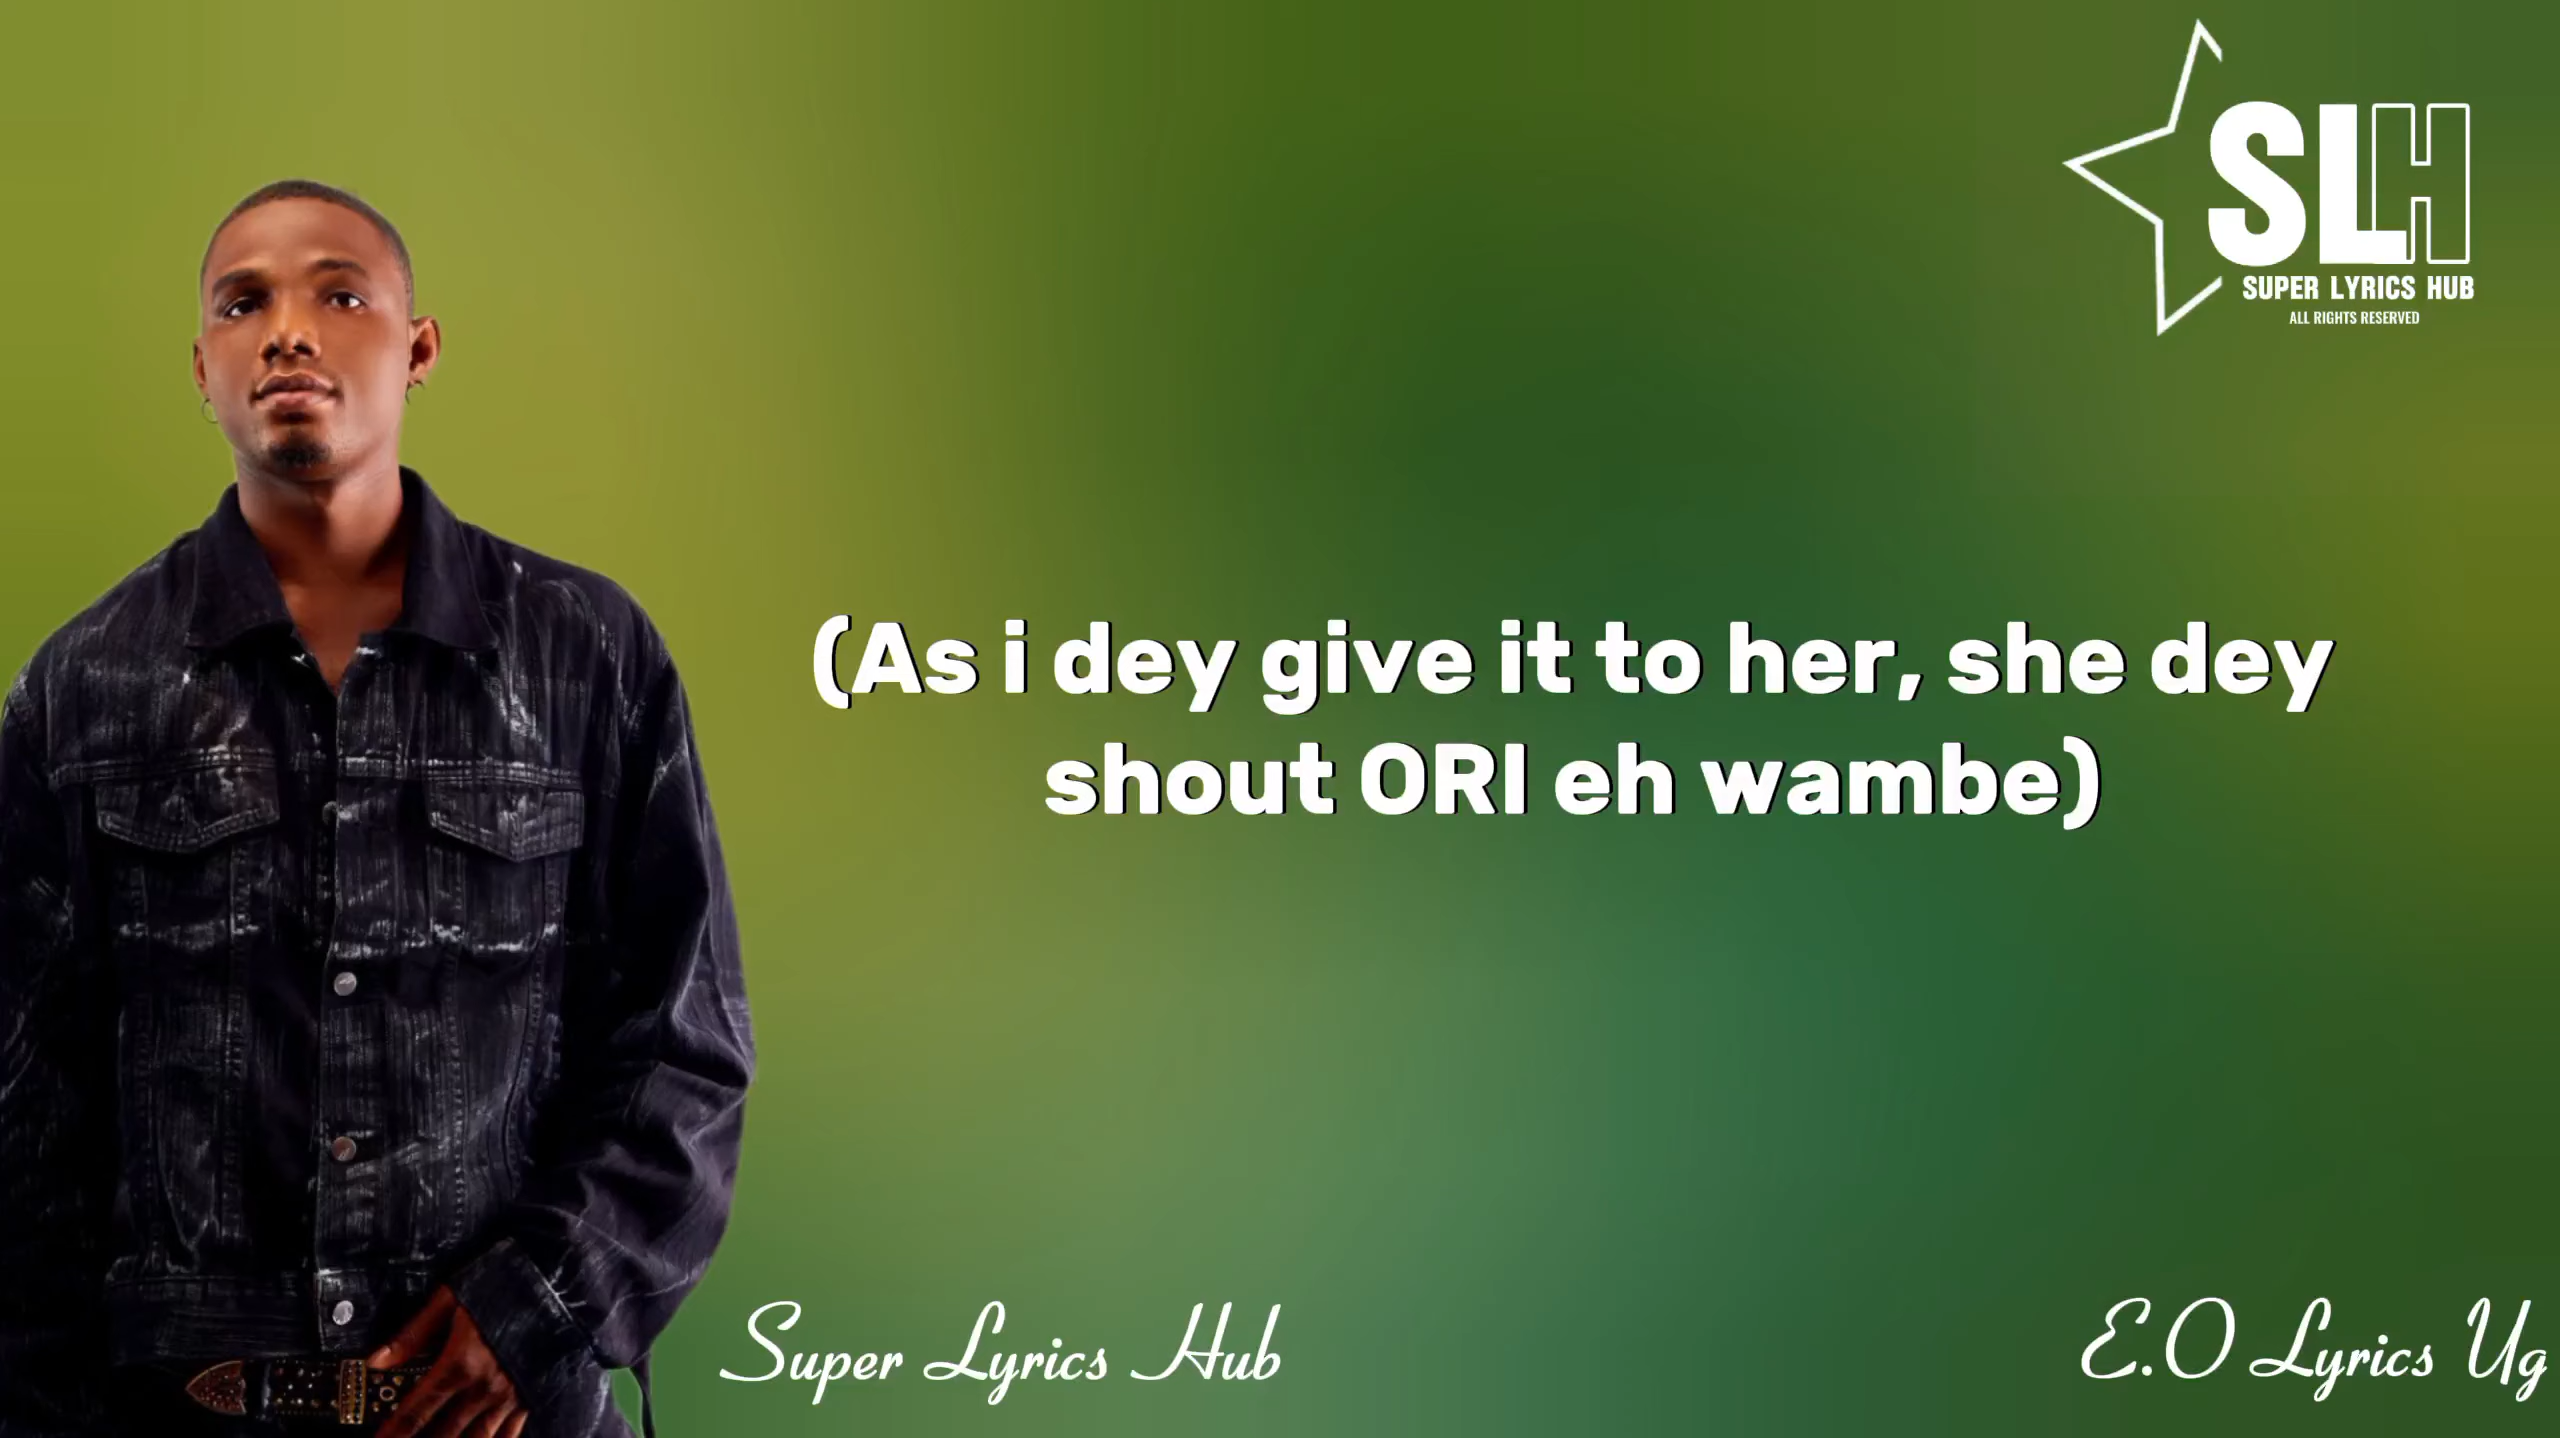 SLH
SUPER LYRICS HUB
ALL RIGHTS RESERVED
(As i dey give it to her, she dey
shout ORI eh wambe)
Super Lyrics Hub
E.O Lyrics Ug